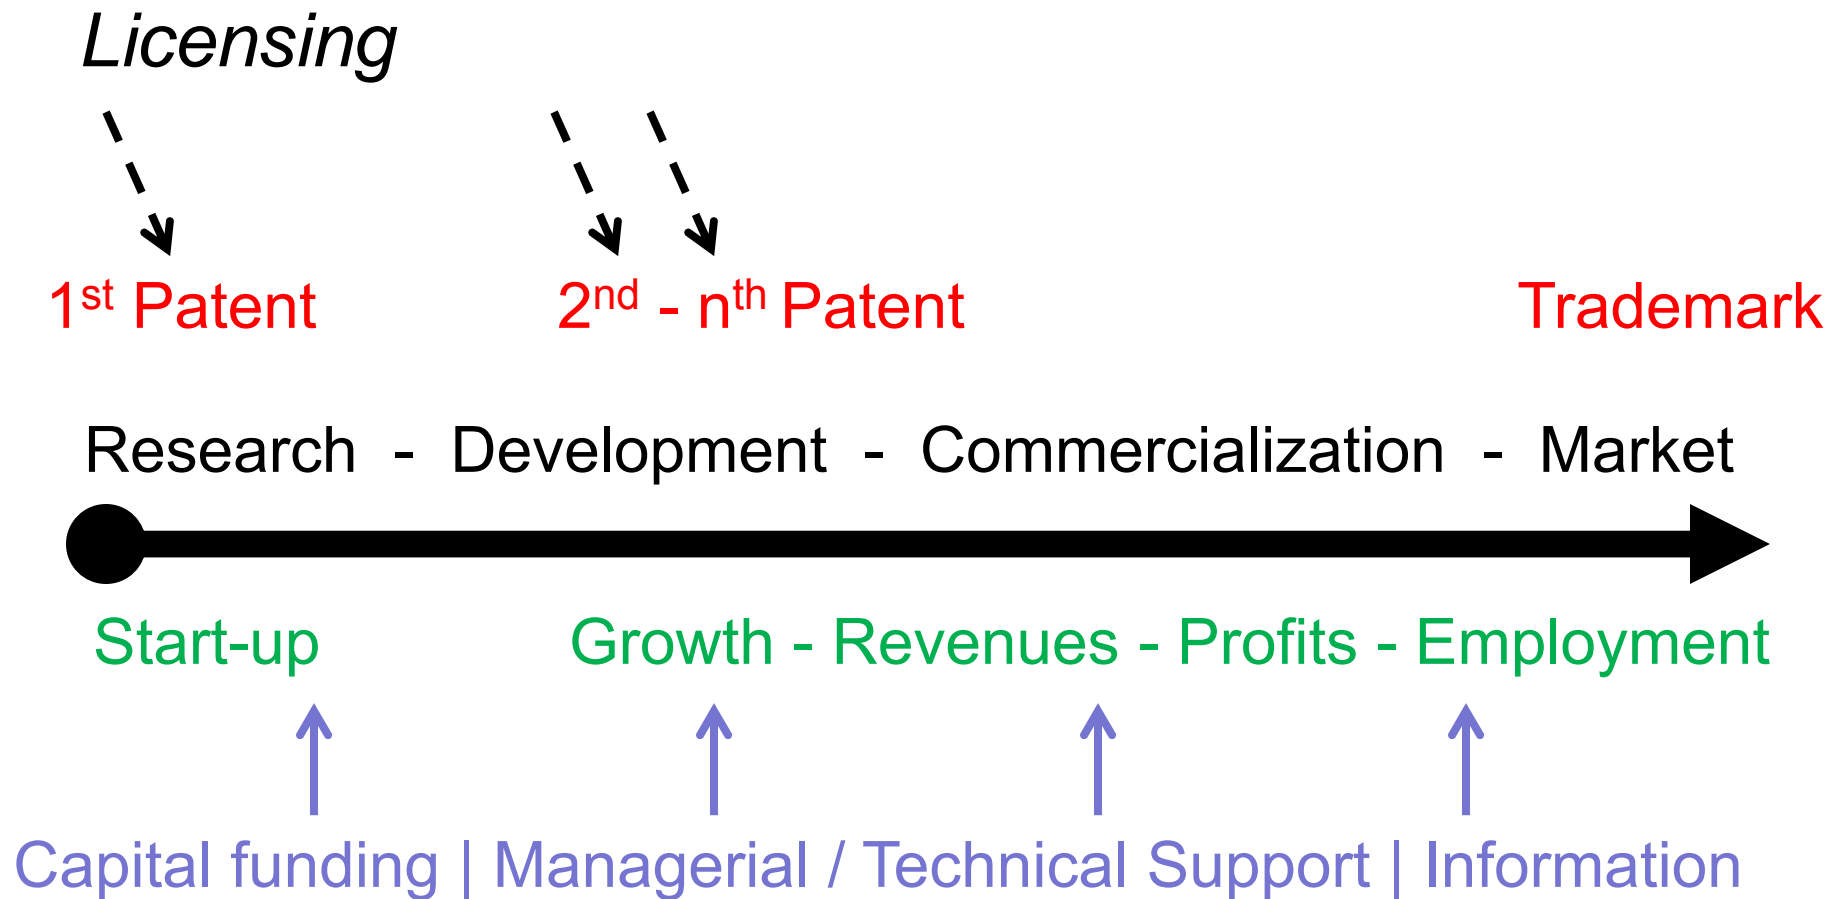 Licensing
1st Patent 2nd - nth Patent Trademark
Research - Development - Commercialization - Market
Start-up Growth - Revenues - Profits - Employment
Capital funding | Managerial / Technical Support | Information